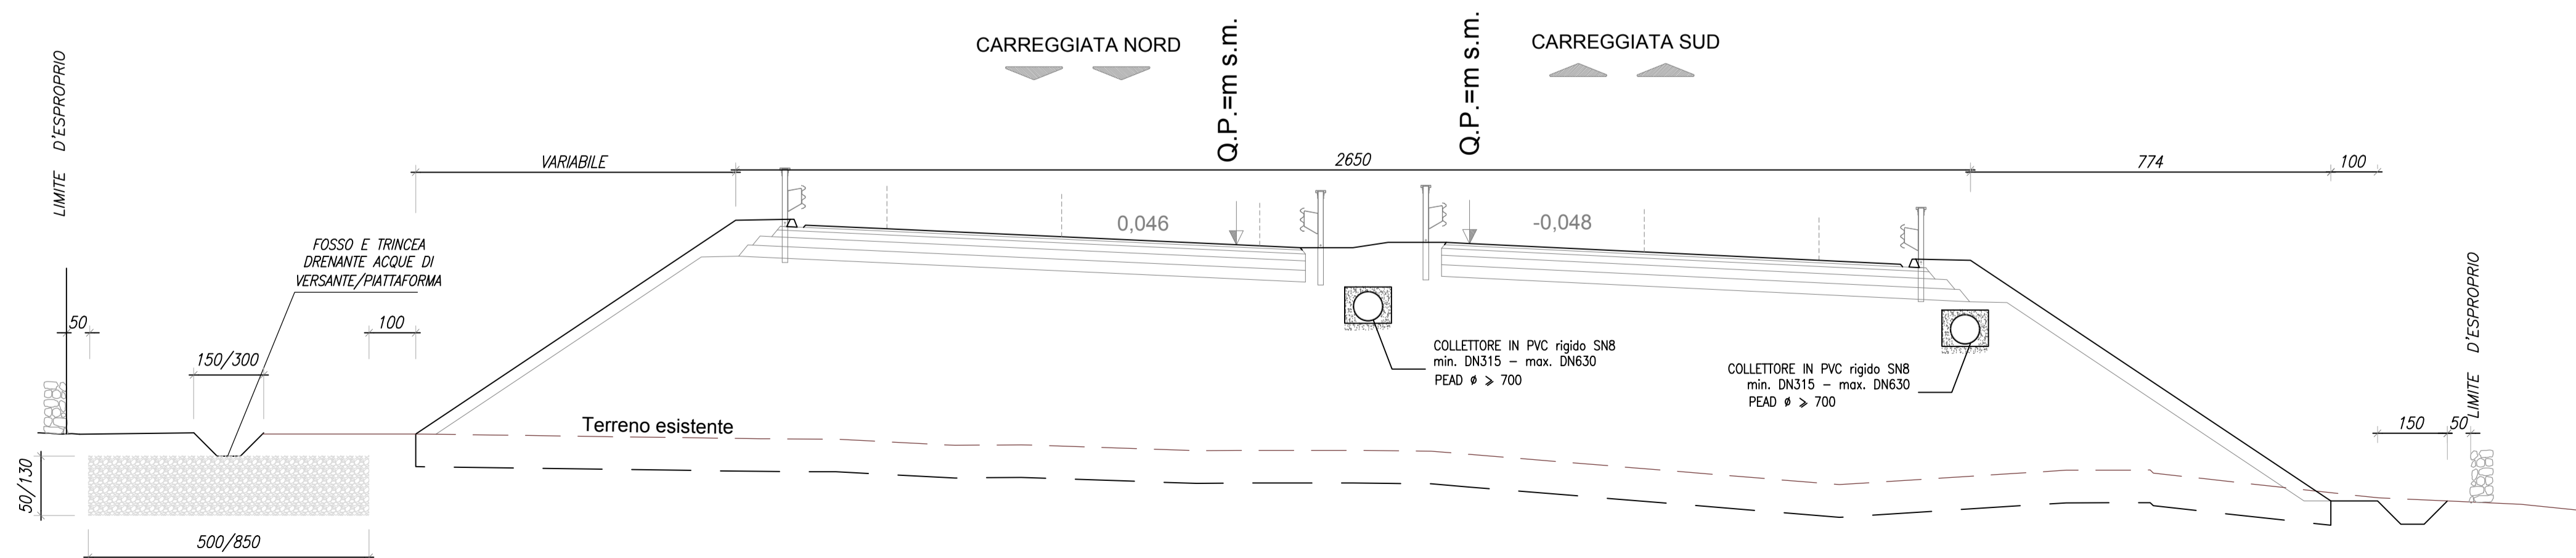 CARREGGIATA NORD
CARREGGIATA SUD
Q.P.=m s.m.
Q.P.=m s.m.
LIMITE D'ESPROPRIO
VARIABILE
2650
774
100
0,046
-0,048
FOSSO E TRINCEA
DRENANTE ACQUE DI
VERSANTE/PIATTAFORMA
50
100
150/300
COLLETTORE IN PVC rigido SN8
min. DN315 – max. DN630
PEAD ø ⩾ 700
COLLETTORE IN PVC rigido SN8
min. DN315 – max. DN630
PEAD ø ⩾ 700
LIMITE D'ESPROPRIO
Terreno esistente
150
50
50/130
500/850